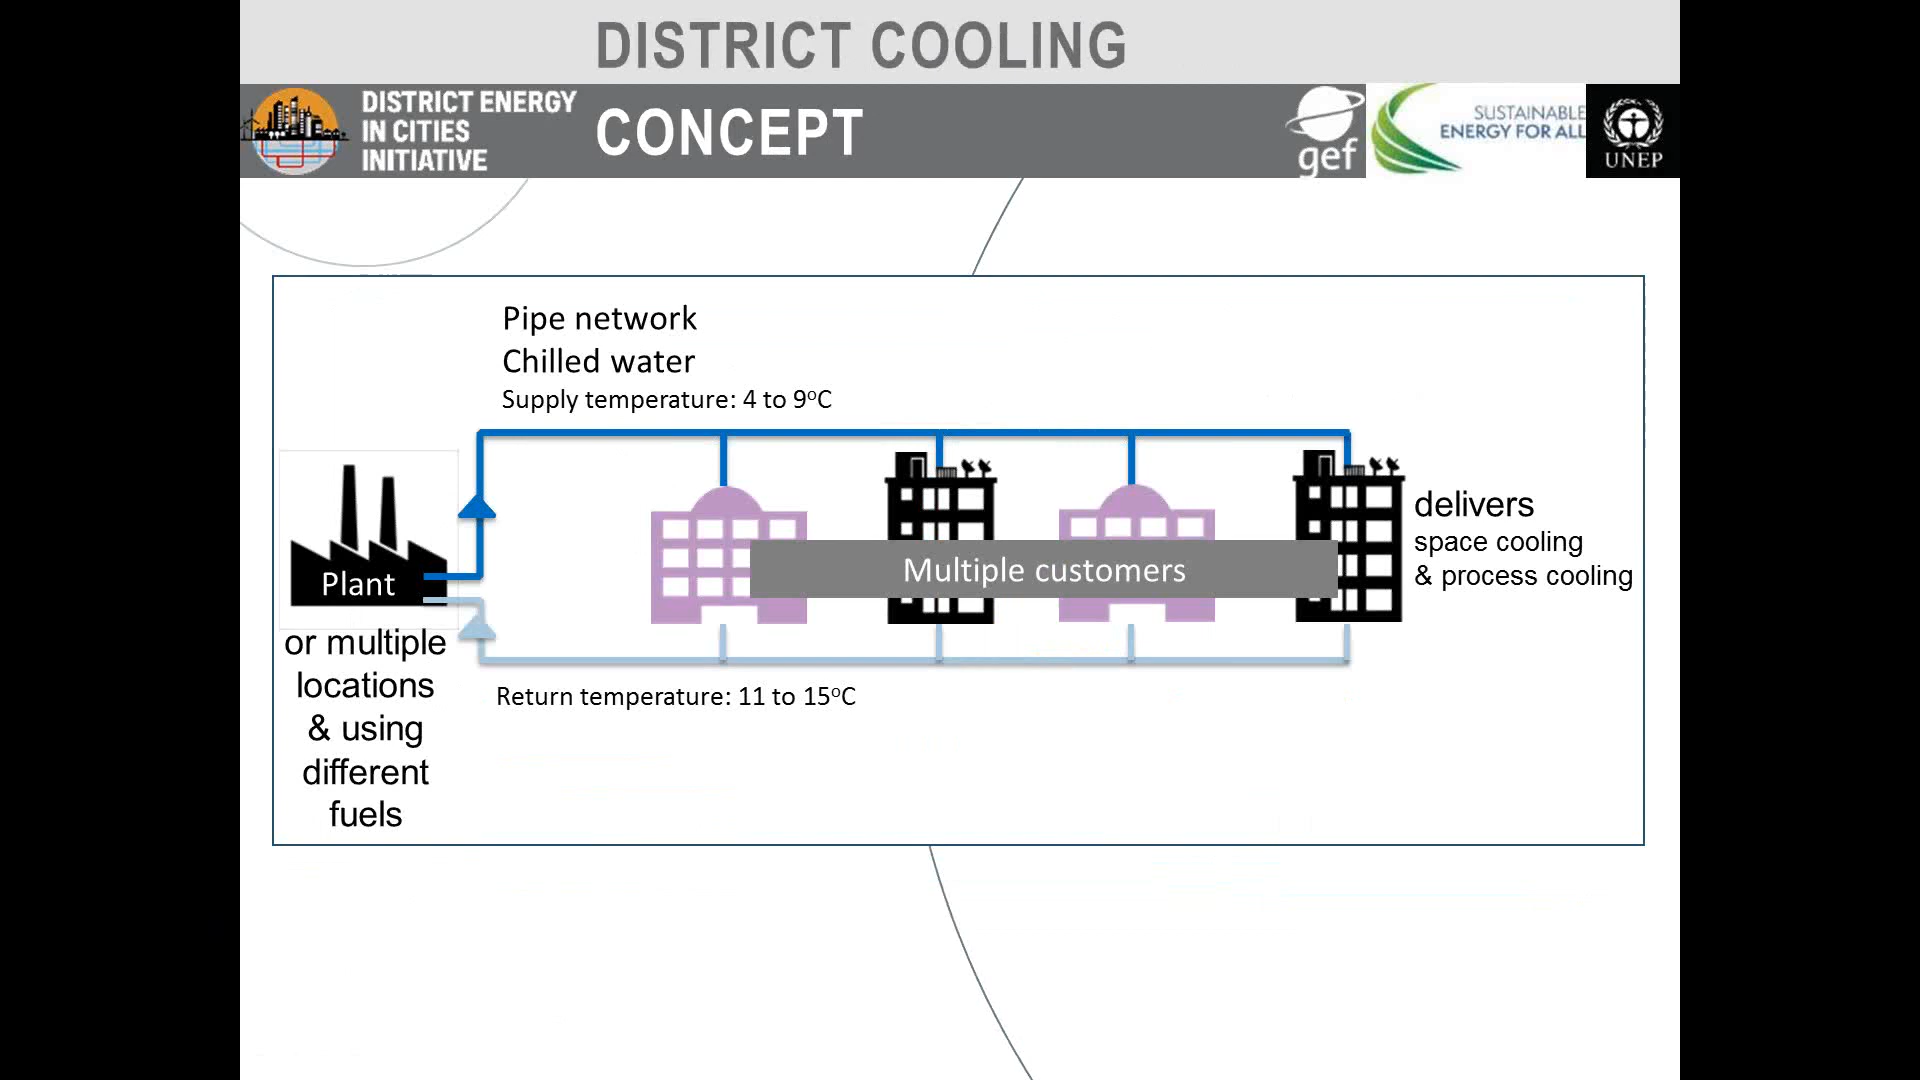 DISTRICT COOLING
CONCEPT
DISTRICT ENERGY
IN CITIES
INITIATIVE
gef
SUSTAINABLE
ENERGY FOR ALL
UNEP
Pipe network
Chilled water
Supply temperature: 4 to 9ºC
Plant
or multiple
locations
& using
different
fuels
Multiple customers
delivers
space cooling
& process cooling
Return temperature: 11 to 15ºC